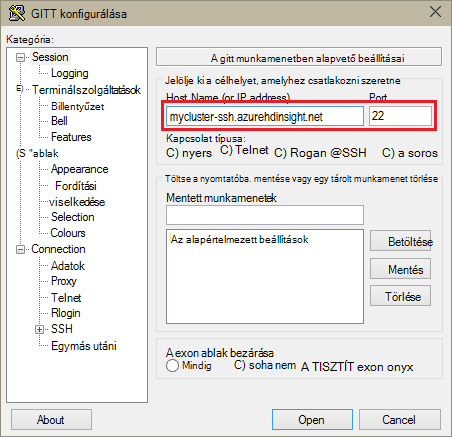 GITT konfigurálása
Kategória:
Session
Logging
E) Terminálszolgáltatások
Billentyűzet
Bell
Features
(S "ablak
Appearance
Fordítási
viselkedése
Selection
Colours
Connection
Adatok
Proxy
Telnet
Rlogin
SSH
Egymás utáni
A gitt munkamenetben alapvető beállításai
Jelölje ki a célhelyet, amelyhez csatlakozni szeretne
Host Name (or IP address) Port
mycluster-ssh.azurehdinsight.net 22
Kapcsolat típusa:
C) nyers C) Telnet C) Rogan @SSH C) a soros
Töltse a nyomtatóba. mentése vagy egy tárolt munkamenet törlése
Mentett munkamenetek
Az alapértelmezett beállítások
Betöltése
Mentés
Törlése
A exon ablak bezárása
Mindig C) soha nem A TISZTÍT exon onyx
About Open Cancel